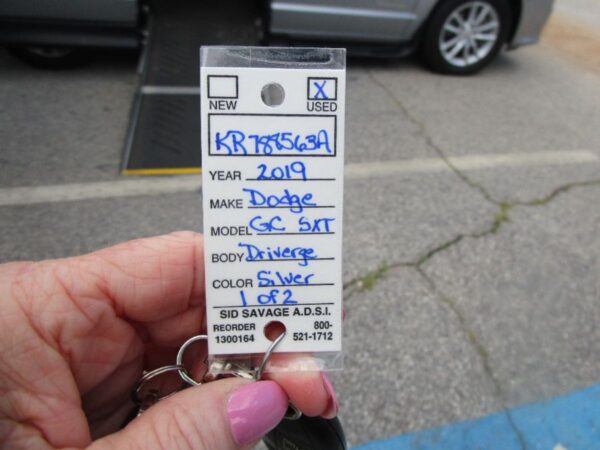 X
NEW USED
KR788563A
YEAR 2019
MAKE Dodge
MODEL GC SXT
BODY Driverge
COLOR Silver
1 of 2
SID SAVAGE A.D.S.I.
REORDER 800-
1300164 521-1712